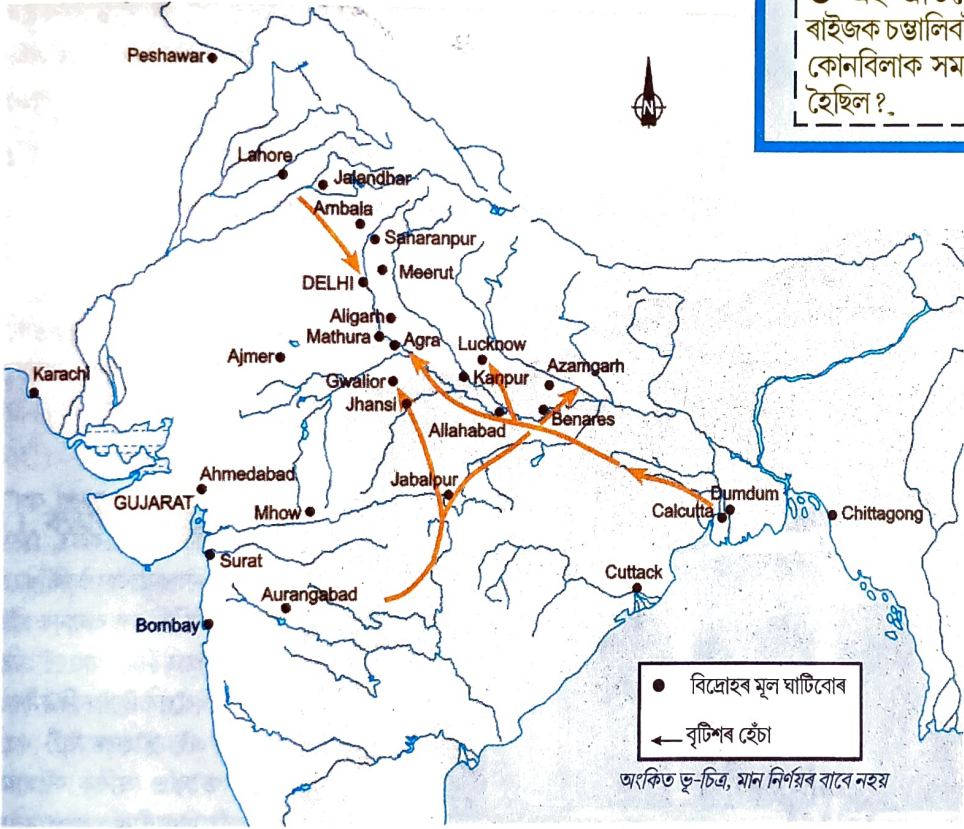 ৰাইজক চম্ভালিব
কোনবিলাক সম
হৈছিল?
N
Peshawar
Lahore
Jalandhar
Ambala
Saharanpur
Meerut
DELHI
Aligarh
Mathura
Agra
Lucknow
Ajmer
Azamgarh
Karachi
Gwalior
Kanpur
Jhansi
Benares
Allahabad
Ahmedabad
Jabalpur
GUJARAT
Dumdum
Mhow
Calcutta
Chittagong
Surat
Cuttack
Aurangabad
Bombay
বিদ্ৰোহৰ মূল ঘাটিবোৰ
বৃটিশৰ হেঁচা
অংকিত ভূ-চিত্ৰ, মান নিৰ্ণয়ৰ বাবে নহয়